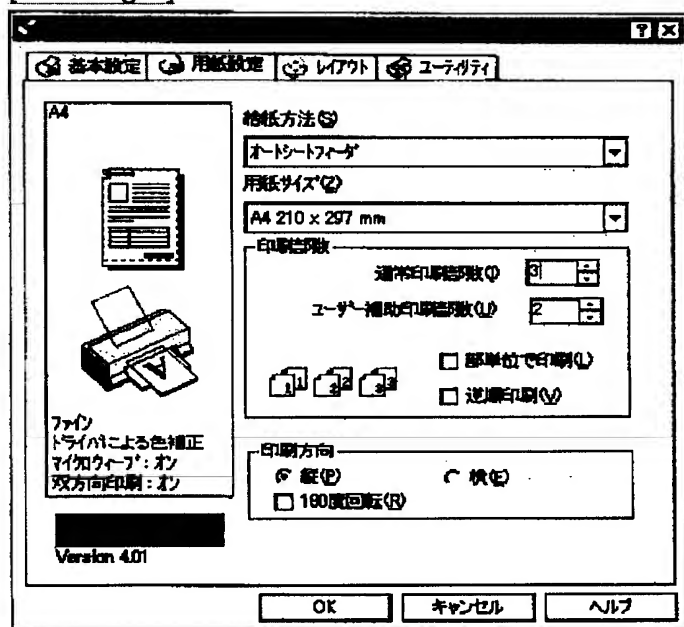 基本設定 用紙設定 レイアウト ユーティリティ
A4
給紙方法(S)
オートシートフィーダ
用紙サイズ(Z)
A4 210 x 297 mm
印刷部数
通常印刷部数(I) 3
ユーザー補助印刷部数(U) 2
部単位で印刷(L)
逆順印刷(V)
ファイン
ドライバによる色補正
マイクロウィーブ：オン
双方向印刷：オン
印刷方向
縦(P) 横(E)
180度回転(R)
Version 4.01
OK キャンセル ヘルプ